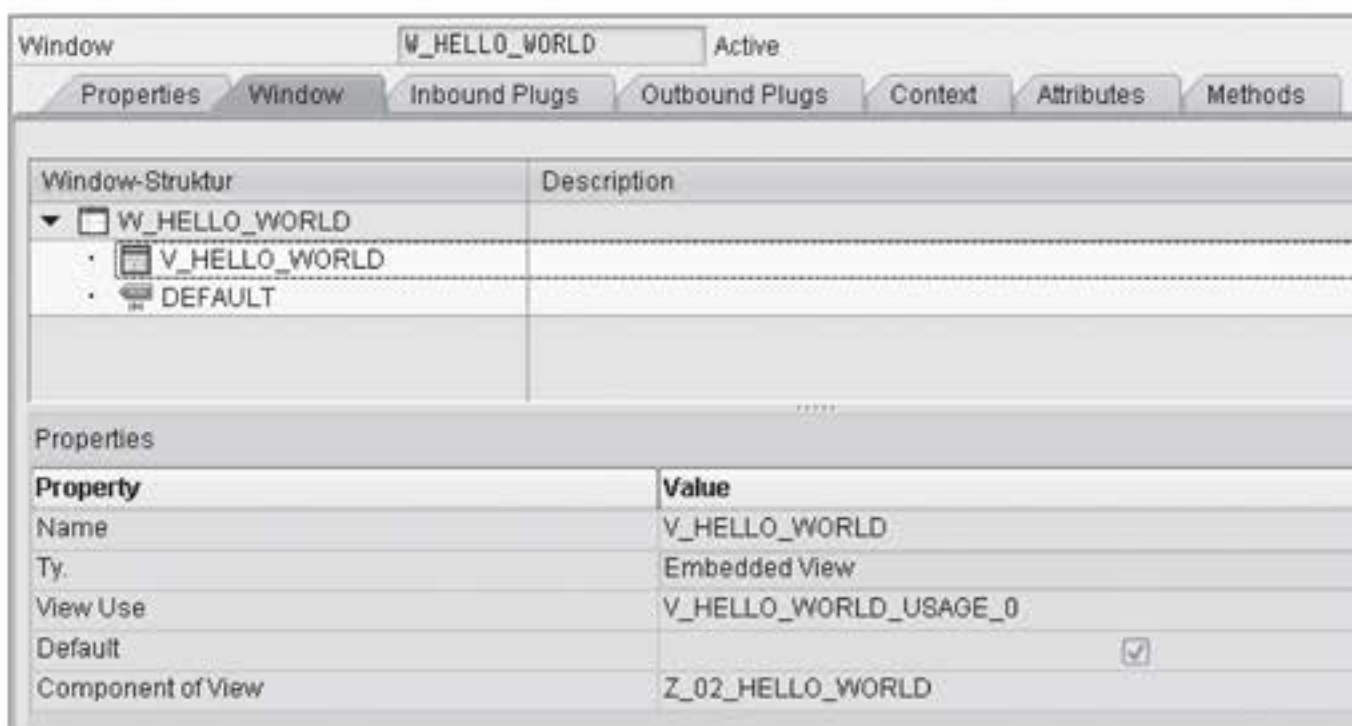 Window W_HELLO_WORLD Active
Properties Window Inbound Plugs Outbound Plugs Context Attributes Methods
Window-Struktur Description
W_HELLO_WORLD
V_HELLO_WORLD
DEFAULT
Properties
Property Value
Name V_HELLO_WORLD
Ty. Embedded View
View Use V_HELLO_WORLD_USAGE_0
Default
Component of View Z_02_HELLO_WORLD